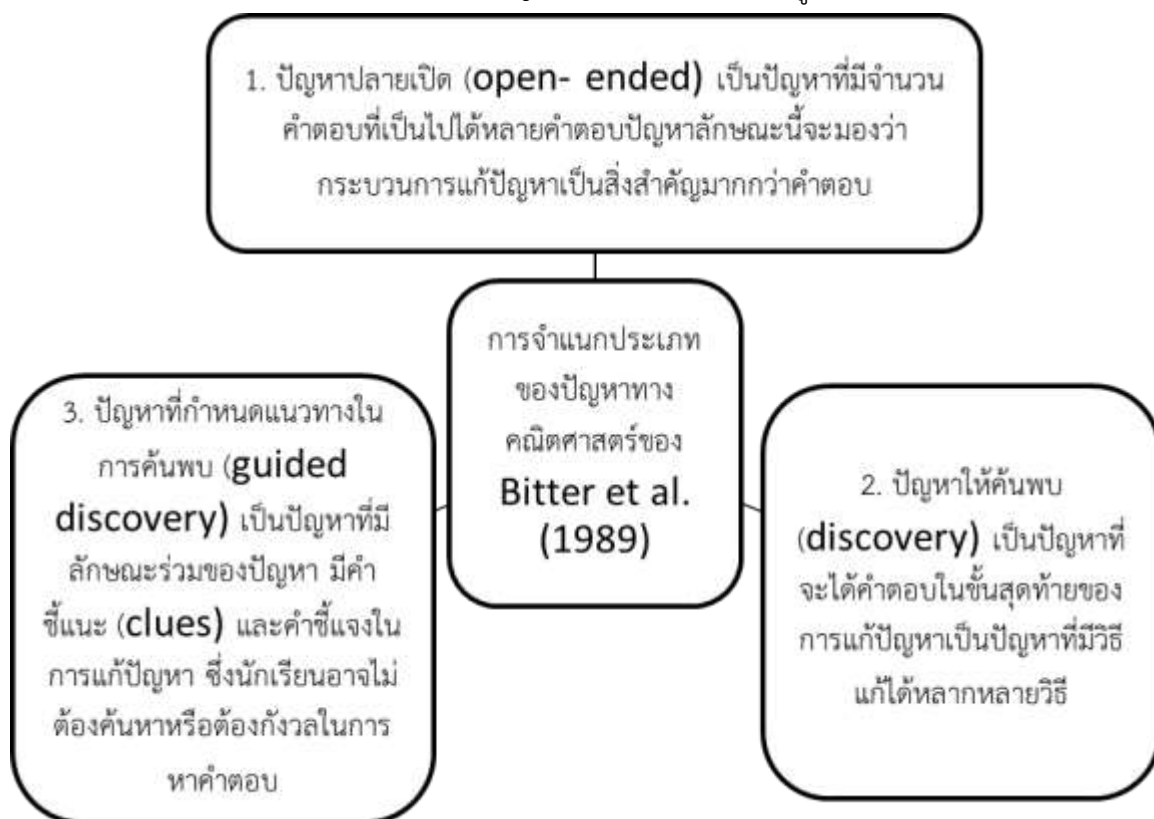 1. ปัญหาปลายเปิด (open- ended) เป็นปัญหาที่มีจำนวน
คำตอบที่เป็นไปได้หลายคำตอบปัญหาลักษณะนี้จะมองว่า
กระบวนการแก้ปัญหาเป็นสิ่งสำคัญมากกว่าคำตอบ
การจำแนกประเภท
ของปัญหาทาง
คณิตศาสตร์ของ
Bitter et al.
(1989)
2. ปัญหาให้ค้นพบ
(discovery) เป็นปัญหาที่
จะได้คำตอบในขั้นสุดท้ายของ
การแก้ปัญหาเป็นปัญหาที่มีวิธี
แก้ได้หลากหลายวิธี
3. ปัญหาที่กำหนดแนวทางใน
การค้นพบ (guided
discovery) เป็นปัญหาที่มี
ลักษณะร่วมของปัญหา มีคำ
ชี้แนะ (clues) และคำชี้แจงใน
การแก้ปัญหา ซึ่งนักเรียนอาจไม่
ต้องค้นหาหรือต้องกังวลในการ
หาคำตอบ